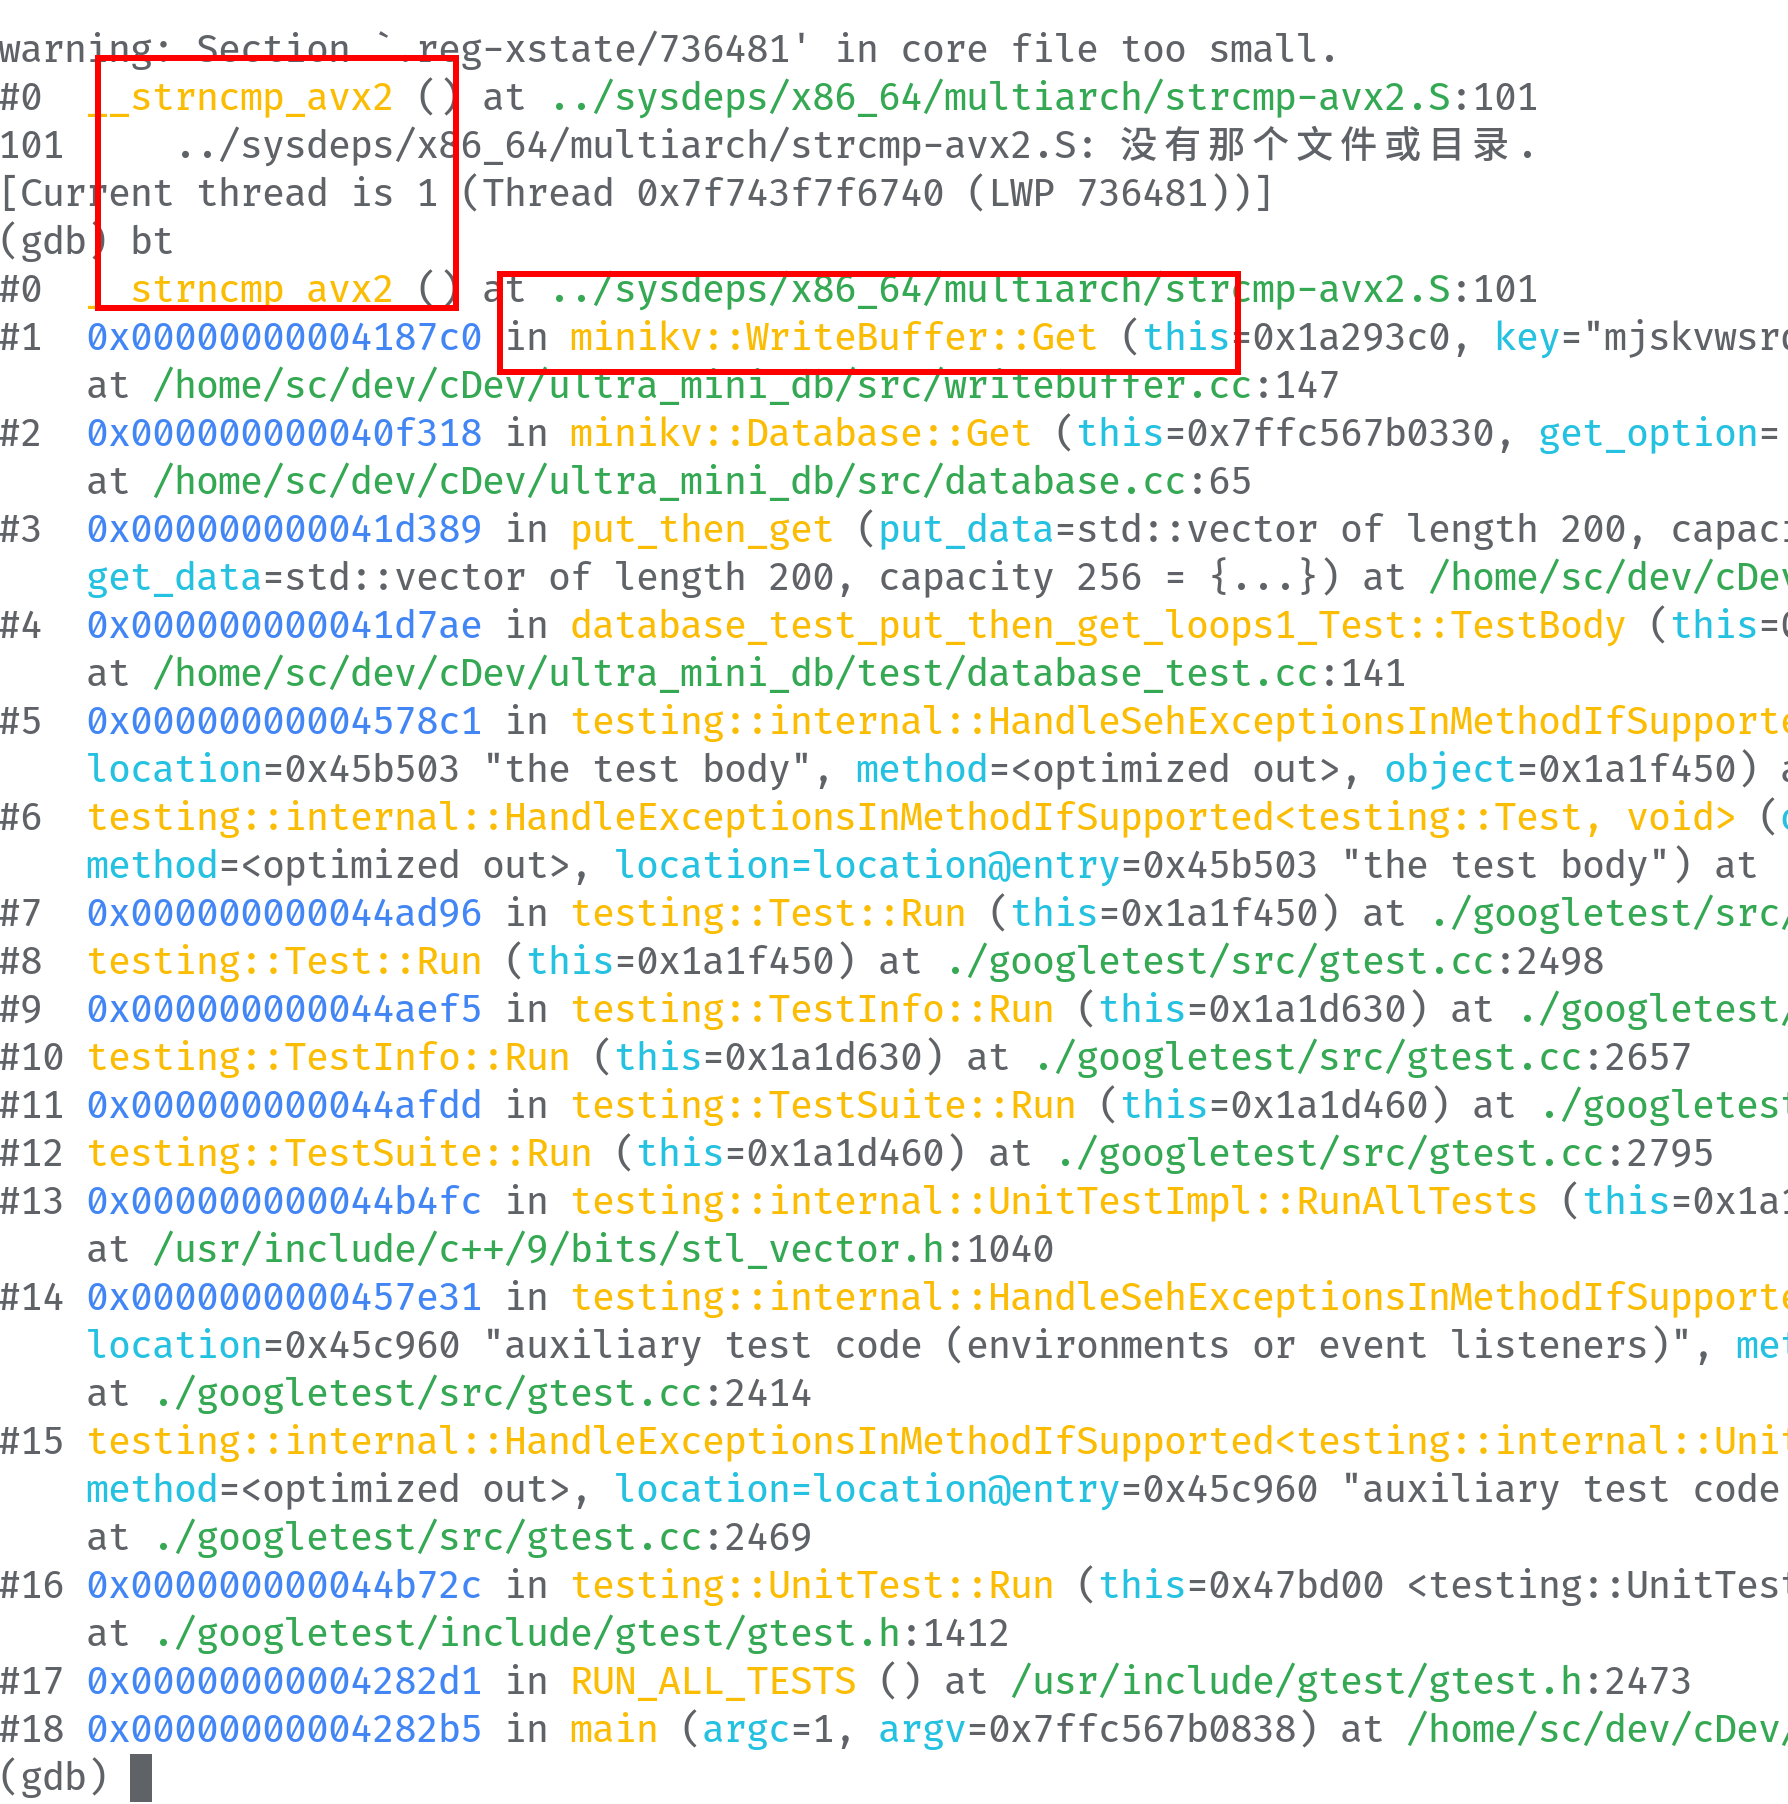 warning: Section `.reg-xstate/736481' in core file too small.
#0  __strncmp_avx2 () at ../sysdeps/x86_64/multiarch/strcmp-avx2.S:101
101     ../sysdeps/x86_64/multiarch/strcmp-avx2.S: 没有那个文件或目录.
[Current thread is 1 (Thread 0x7f743f7f6740 (LWP 736481))]
(gdb) bt
#0  __strncmp_avx2 () at ../sysdeps/x86_64/multiarch/strcmp-avx2.S:101
#1  0x00000000004187c0 in minikv::WriteBuffer::Get (this=0x1a293c0, key="mjskvwsrc
    at /home/sc/dev/cDev/ultra_mini_db/src/writebuffer.cc:147
#2  0x000000000040f318 in minikv::Database::Get (this=0x7ffc567b0330, get_option=
    at /home/sc/dev/cDev/ultra_mini_db/src/database.cc:65
#3  0x000000000041d389 in put_then_get (put_data=std::vector of length 200, capaci
    get_data=std::vector of length 200, capacity 256 = {...}) at /home/sc/dev/cDev
#4  0x000000000041d7ae in database_test_put_then_get_loops1_Test::TestBody (this=0
    at /home/sc/dev/cDev/ultra_mini_db/test/database_test.cc:141
#5  0x00000000004578c1 in testing::internal::HandleSehExceptionsInMethodIfSupporte
    location=0x45b503 "the test body", method=<optimized out>, object=0x1a1f450) a
#6  testing::internal::HandleExceptionsInMethodIfSupported<testing::Test, void> (o
    method=<optimized out>, location=location@entry=0x45b503 "the test body") at
#7  0x000000000044ad96 in testing::Test::Run (this=0x1a1f450) at ./googletest/src/
#8  testing::Test::Run (this=0x1a1f450) at ./googletest/src/gtest.cc:2498
#9  0x000000000044aef5 in testing::TestInfo::Run (this=0x1a1d630) at ./googletest/
#10 testing::TestInfo::Run (this=0x1a1d630) at ./googletest/src/gtest.cc:2657
#11 0x000000000044afdd in testing::TestSuite::Run (this=0x1a1d460) at ./googletest
#12 testing::TestSuite::Run (this=0x1a1d460) at ./googletest/src/gtest.cc:2795
#13 0x000000000044b4fc in testing::internal::UnitTestImpl::RunAllTests (this=0x1a1
    at /usr/include/c++/9/bits/stl_vector.h:1040
#14 0x0000000000457e31 in testing::internal::HandleSehExceptionsInMethodIfSupporte
    location=0x45c960 "auxiliary test code (environments or event listeners)", met
    at ./googletest/src/gtest.cc:2414
#15 testing::internal::HandleExceptionsInMethodIfSupported<testing::internal::Unit
    method=<optimized out>, location=location@entry=0x45c960 "auxiliary test code
    at ./googletest/src/gtest.cc:2469
#16 0x000000000044b72c in testing::UnitTest::Run (this=0x47bd00 <testing::UnitTest
    at ./googletest/include/gtest/gtest.h:1412
#17 0x00000000004282d1 in RUN_ALL_TESTS () at /usr/include/gtest/gtest.h:2473
#18 0x00000000004282b5 in main (argc=1, argv=0x7ffc567b0838) at /home/sc/dev/cDev/
(gdb)